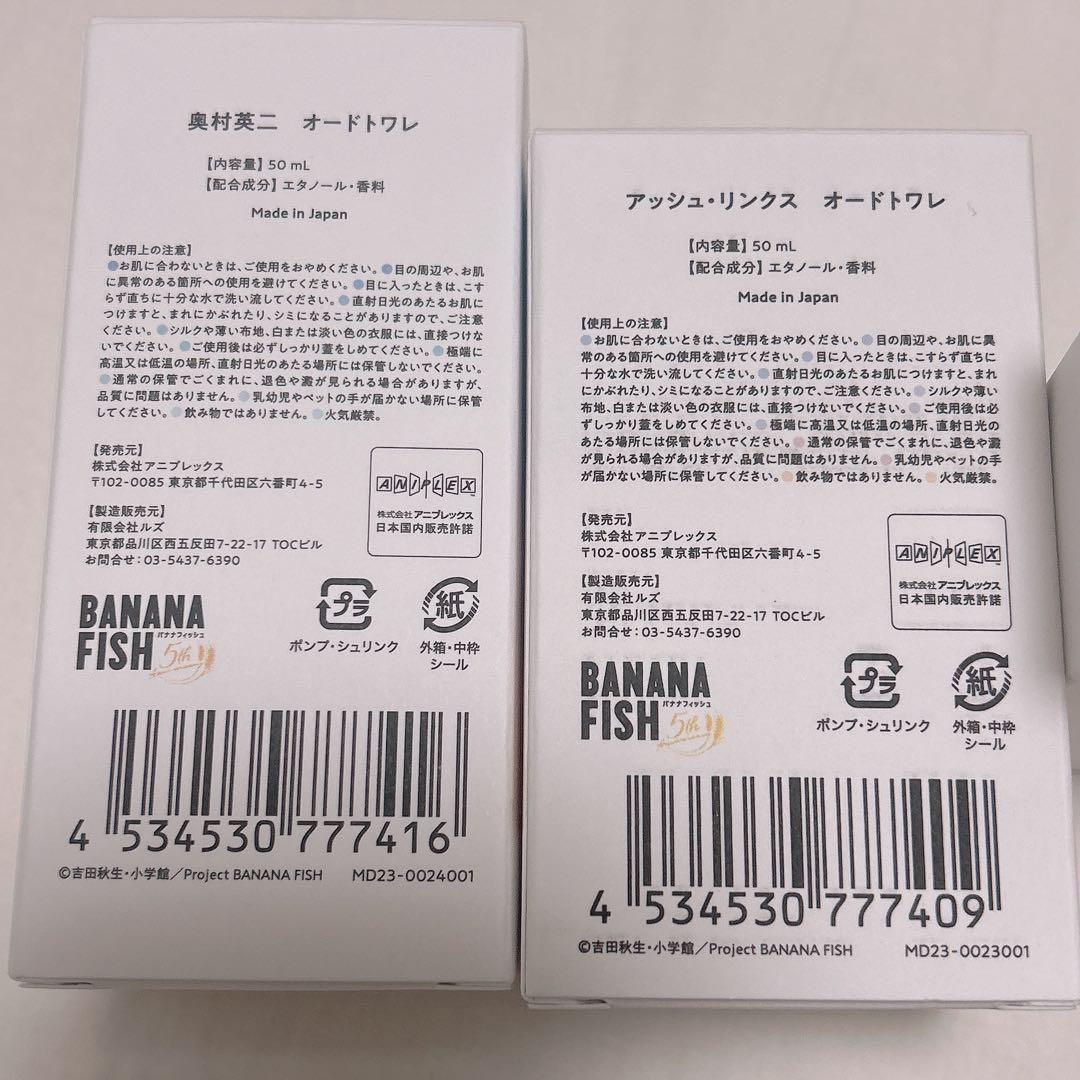 奥村英二 オードトワレ
【内容量】50 mL
【配合成分】エタノール・香料
Made in Japan
【使用上の注意】
●お肌に合わないときは、ご使用をおやめください。●目の周辺や、お肌
に異常のある箇所への使用を避けてください。●目に入ったときは、こす
らず直ちに十分な水で洗い流してください。●直射日光のあたるお肌に
つけますと、まれにかぶれたり、シミになることがありますので、ご注意
ください。●シルクや薄い布地、白または淡い色の衣服には、直接つけな
いでください。●ご使用後は必ずしっかり蓋をしめてください。●極端に
高温又は低温の場所、直射日光のあたる場所には保管しないでください。
●通常の保管でごくまれに、退色や澱が見られる場合がありますが、
品質に問題はありません。●乳幼児やペットの手が届かない場所に保管
してください。●飲み物ではありません。●火気厳禁。
【発売元】
株式会社アニプレックス
〒102-0085 東京都千代田区六番町4-5
【製造販売元】
有限会社ルズ
東京都品川区西五反田7-22-17 TOCビル
お問合せ:03-5437-6390
ANIPLEX
株式会社アニプレックス
日本国内販売許諾
BANANA
FISH
バナナフィッシュ
5th
プラ
ポンプ・シュリンク
紙
外箱・中枠
シール
4 534530 777416
©吉田秋生・小学館／Project BANANA FISH MD23-0024001
アッシュ・リンクス オードトワレ
【内容量】50 mL
【配合成分】エタノール・香料
Made in Japan
【使用上の注意】
●お肌に合わないときは、ご使用をおやめください。●目の周辺や、お肌に異
常のある箇所への使用を避けてください。●目に入ったときは、こすらず直ちに
十分な水で洗い流してください。●直射日光のあたるお肌につけますと、まれ
にかぶれたり、シミになることがありますので、ご注意ください。●シルクや薄い
布地、白または淡い色の衣服には、直接つけないでください。●ご使用後は必
ずしっかり蓋をしめてください。●極端に高温又は低温の場所、直射日光の
あたる場所には保管しないでください。●通常の保管でごくまれに、退色や澱
が見られる場合がありますが、品質に問題はありません。●乳幼児やペットの手
が届かない場所に保管してください。●飲み物ではありません。●火気厳禁。
【発売元】
株式会社アニプレックス
〒102-0085 東京都千代田区六番町4-5
【製造販売元】
有限会社ルズ
東京都品川区西五反田7-22-17 TOCビル
お問合せ:03-5437-6390
ANIPLEX
株式会社アニプレックス
日本国内販売許諾
BANANA
FISH
バナナフィッシュ
5th
プラ
ポンプ・シュリンク
紙
外箱・中枠
シール
4 534530 777409
©吉田秋生・小学館／Project BANANA FISH MD23-0023001